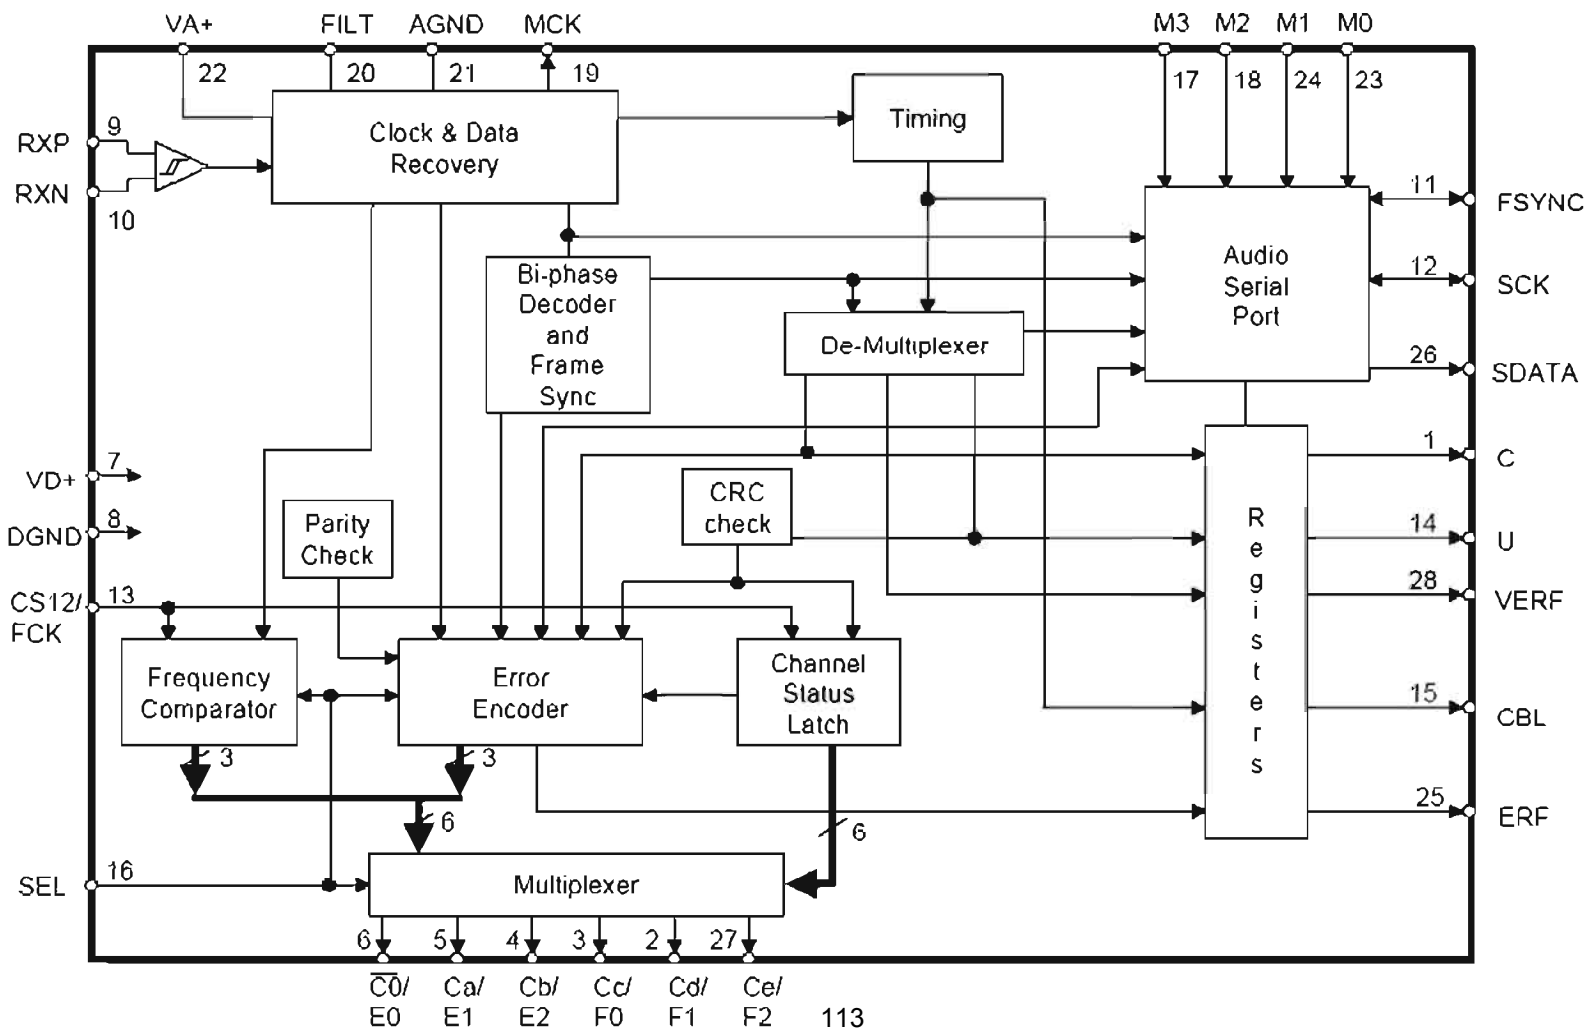 VA+ FILT AGND MCK M3 M2 M1 M0
22 20 21 19 17 18 24 23
RXP 9
RXN 10
Clock & Data
Recovery
Timing
11 FSYNC
Audio
Serial
Port
12 SCK
26 SDATA
Bi-phase
Decoder
and
Frame
Sync
De-Multiplexer
1 C
VD+ 7
DGND 8
CRC
check
Parity
Check
Registers
14 U
28 VERF
CS12/
FCK
13
Frequency
Comparator
Error
Encoder
Channel
Status
Latch
15 CBL
3 3
6 6
25 ERF
SEL 16
Multiplexer
6 5 4 3 2 27
C̅0̅/ Ca/ Cb/ Cc/ Cd/ Ce/
E0 E1 E2 F0 F1 F2
113